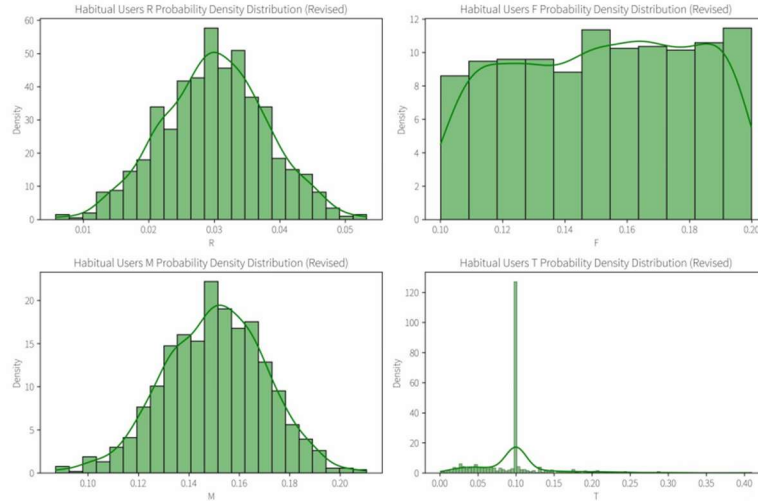 Habitual Users R Probability Density Distribution (Revised)
60
50
40
30
20
10
0
Density
0.01 0.02 0.03 0.04 0.05
R
Habitual Users F Probability Density Distribution (Revised)
12
10
8
6
4
2
0
Density
0.10 0.12 0.14 0.16 0.18 0.20
F
Habitual Users M Probability Density Distribution (Revised)
20
15
10
5
0
Density
0.10 0.12 0.14 0.16 0.18 0.20
M
Habitual Users T Probability Density Distribution (Revised)
120
100
80
60
40
20
0
Density
0.00 0.05 0.10 0.15 0.20 0.25 0.30 0.35 0.40
T